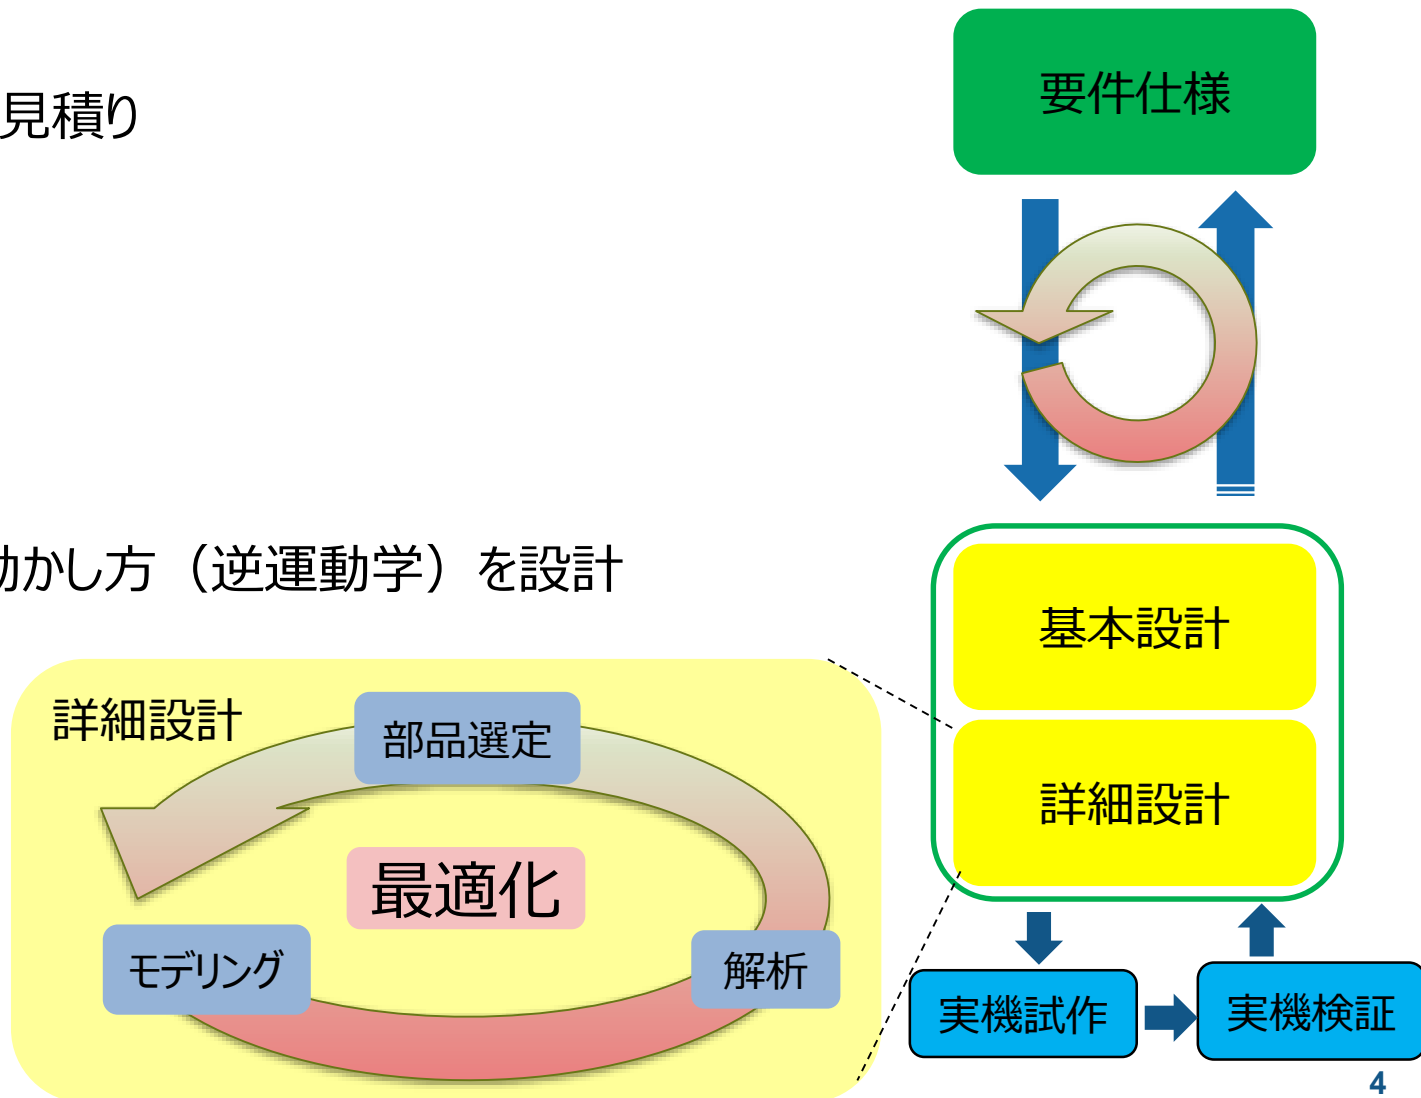 要件仕様
見積り
動かし方（逆運動学）を設計
基本設計
詳細設計
詳細設計
部品選定
最適化
モデリング
解析
実機試作
実機検証
4